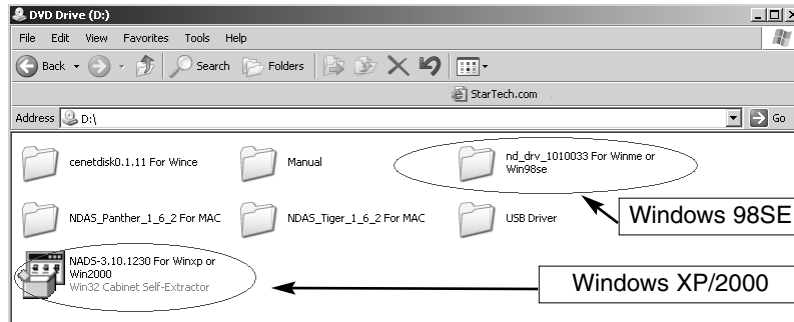 DVD Drive (D:)
File Edit View Favorites Tools Help
Back Search Folders
StarTech.com
Address D:\ Go
cenetdisk0.1.11 For Wince
Manual
nd_drv_1010033 For Winme or
Win98se
NDAS_Panther_1_6_2 For MAC
NDAS_Tiger_1_6_2 For MAC
USB Driver
Windows 98SE
NADS-3.10.1230 For Winxp or
Win2000
Win32 Cabinet Self-Extractor
Windows XP/2000